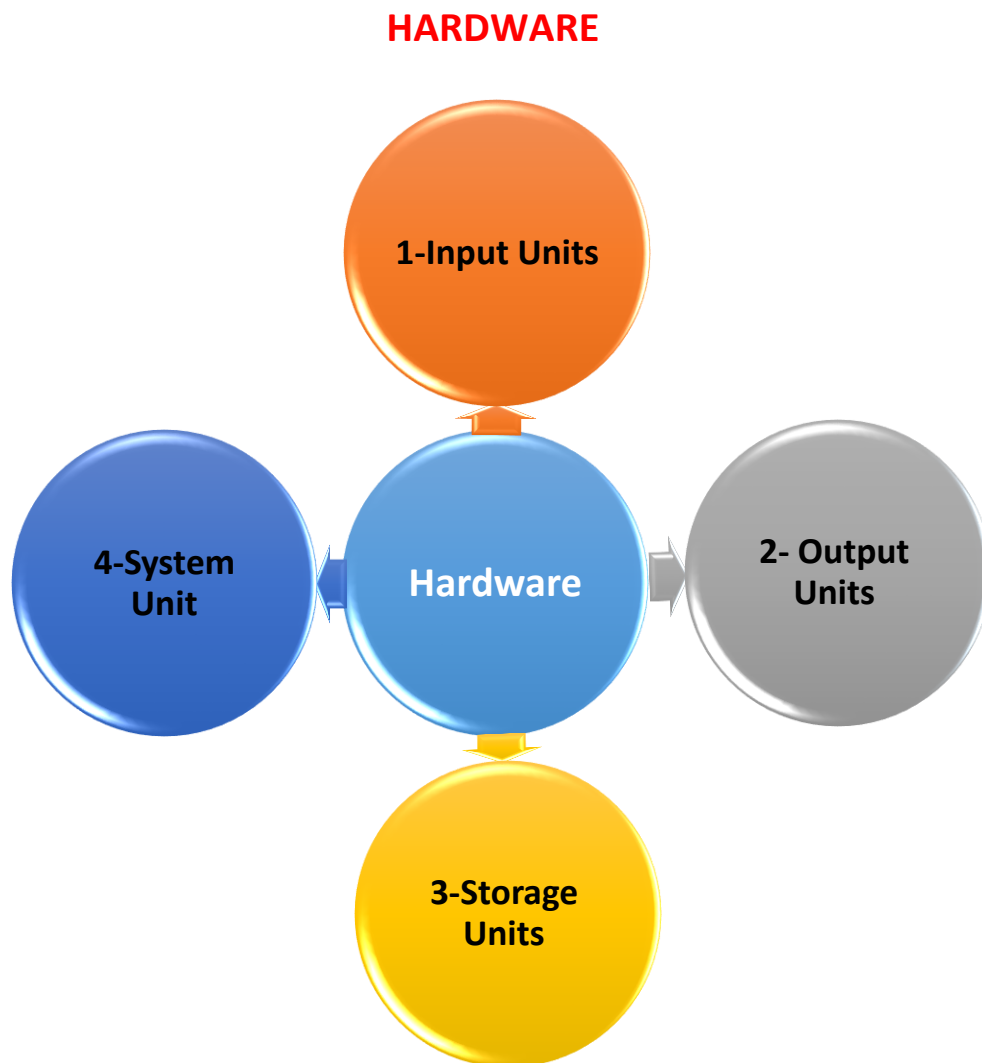 HARDWARE
1-Input Units
4-System
Unit
Hardware
2- Output
Units
3-Storage
Units